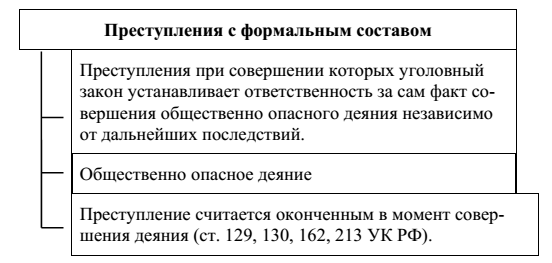 Преступления с формальным составом
Преступления при совершении которых уголовный
закон устанавливает ответственность за сам факт со-
вершения общественно опасного деяния независимо
от дальнейших последствий.
Общественно опасное деяние
Преступление считается оконченным в момент совер-
шения деяния (ст. 129, 130, 162, 213 УК РФ).